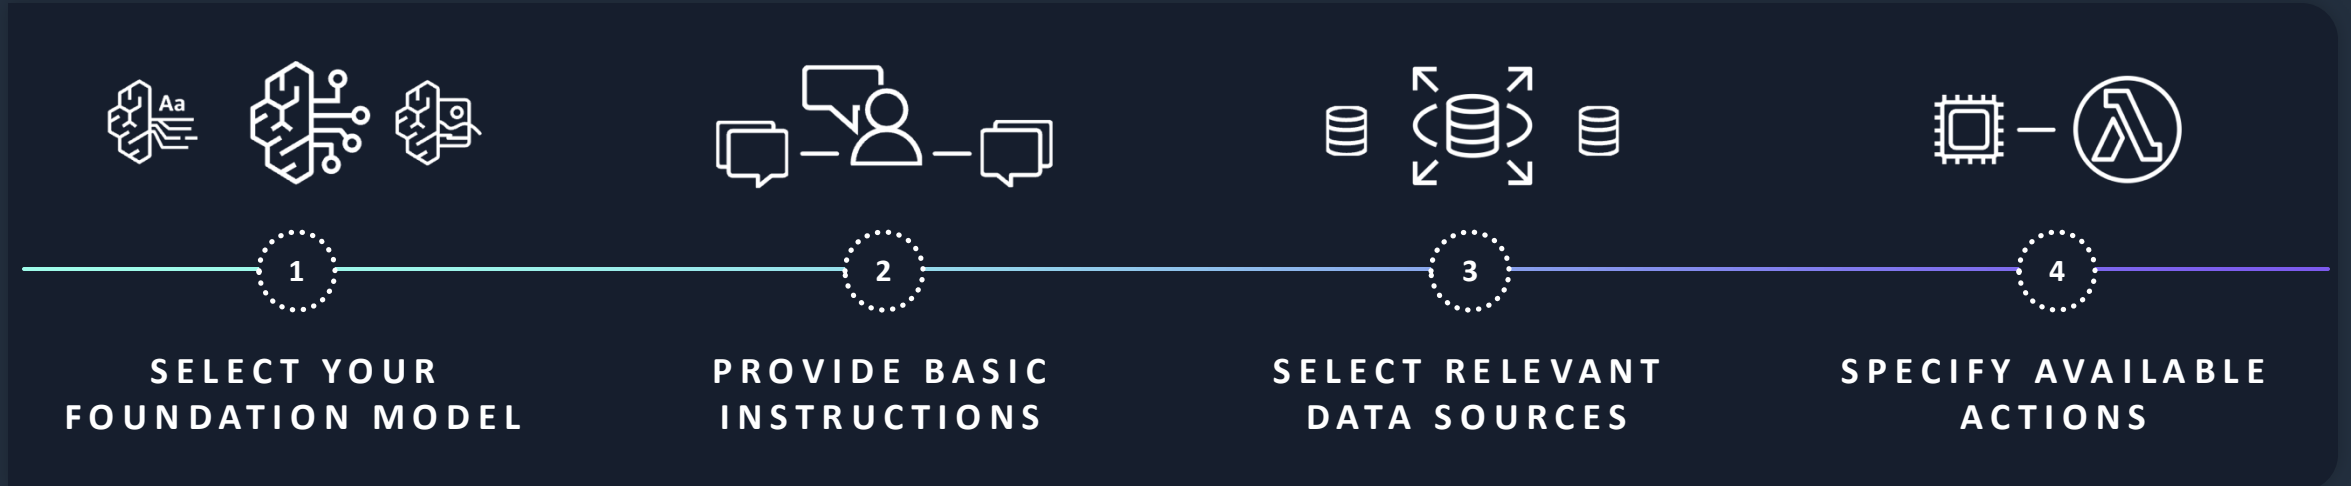 Aa
1
2
3
4
SELECT YOUR
FOUNDATION MODEL
PROVIDE BASIC
INSTRUCTIONS
SELECT RELEVANT
DATA SOURCES
SPECIFY AVAILABLE
ACTIONS